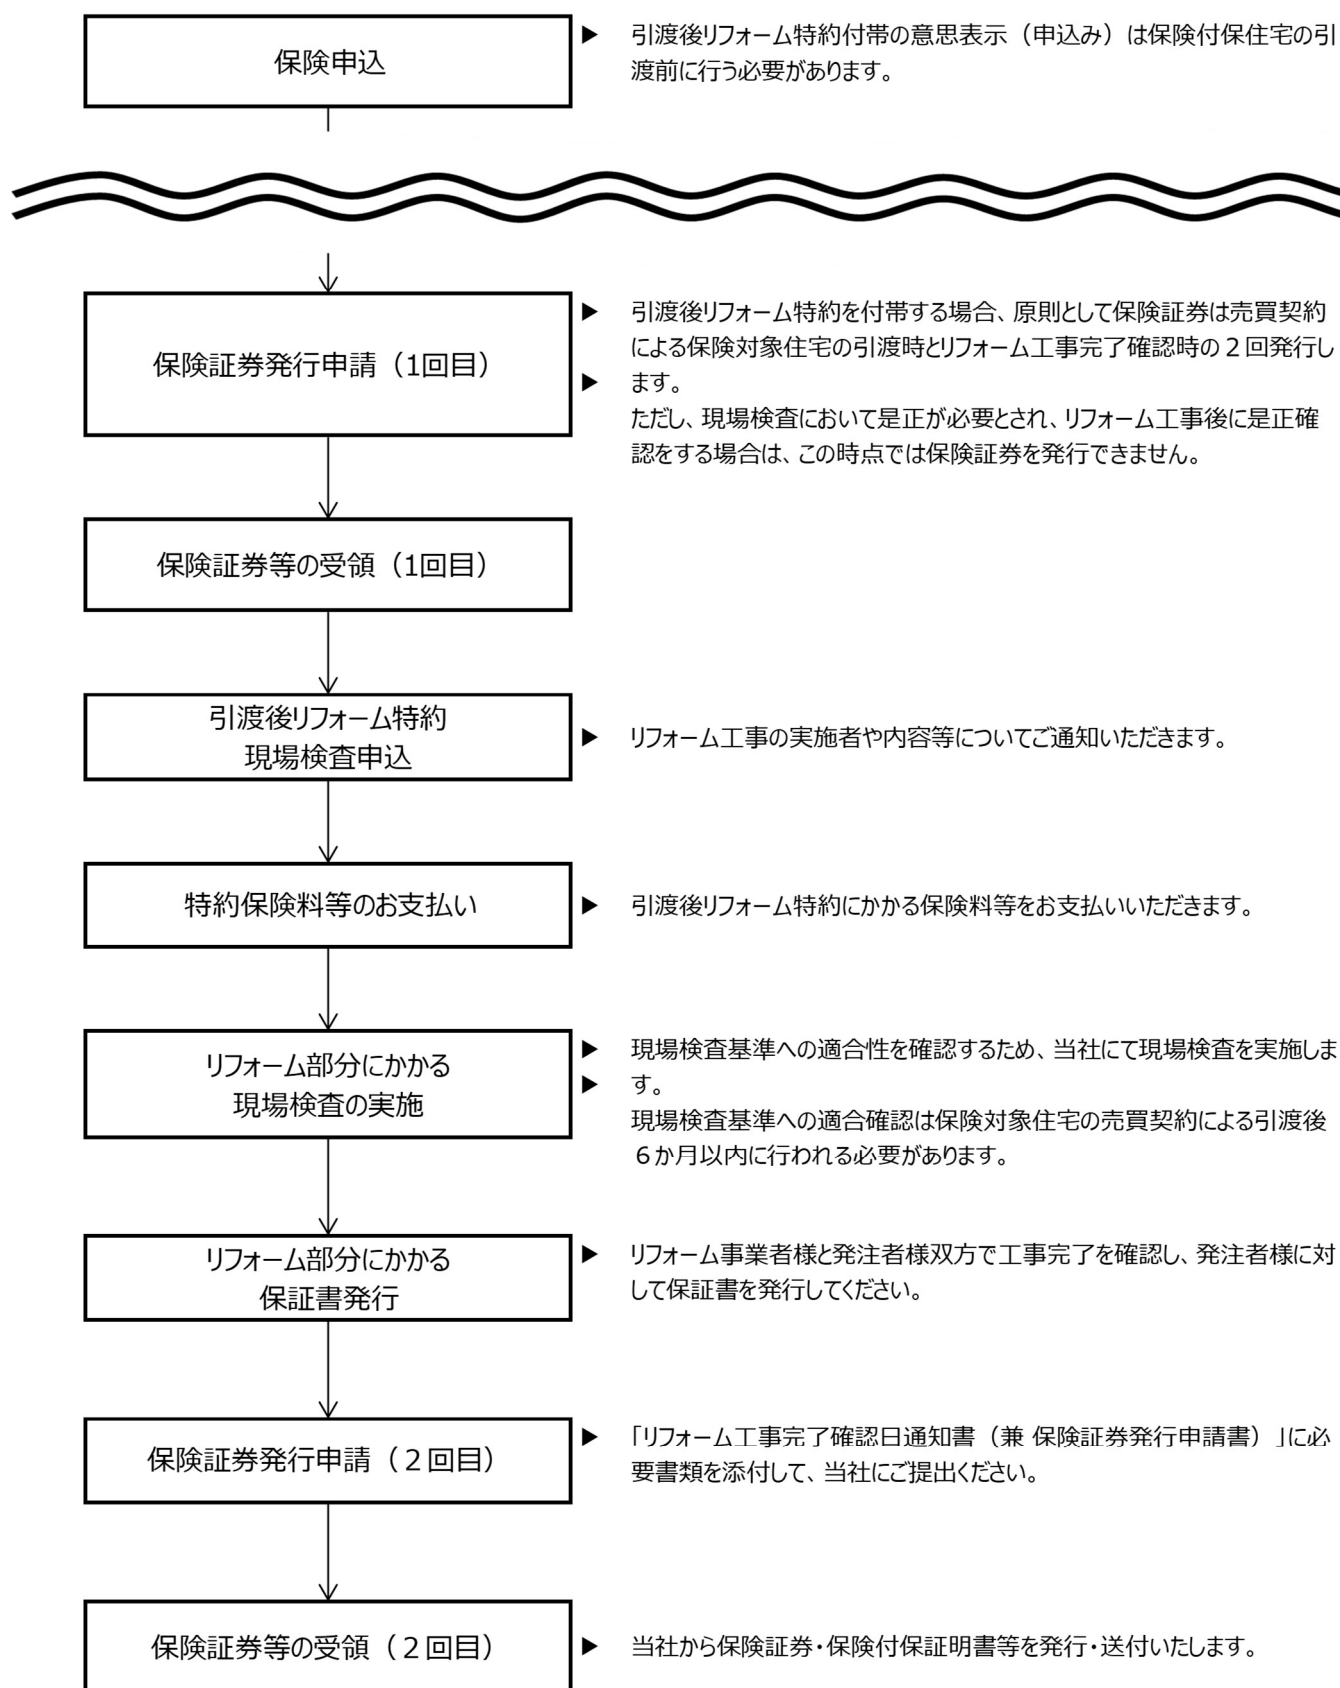 保険申込
▶ 引渡後リフォーム特約付帯の意思表示（申込み）は保険付保住宅の引
渡前に行う必要があります。
保険証券発行申請（1回目）
▶ 引渡後リフォーム特約を付帯する場合、原則として保険証券は売買契約
による保険対象住宅の引渡時とリフォーム工事完了確認時の２回発行し
▶ ます。
ただし、現場検査において是正が必要とされ、リフォーム工事後に是正確
認をする場合は、この時点では保険証券を発行できません。
保険証券等の受領（1回目）
引渡後リフォーム特約
現場検査申込
▶ リフォーム工事の実施者や内容等についてご通知いただきます。
特約保険料等のお支払い
▶ 引渡後リフォーム特約にかかる保険料等をお支払いいただきます。
リフォーム部分にかかる
現場検査の実施
▶ 現場検査基準への適合性を確認するため、当社にて現場検査を実施しま
▶ す。
現場検査基準への適合確認は保険対象住宅の売買契約による引渡後
６か月以内に行われる必要があります。
リフォーム部分にかかる
保証書発行
▶ リフォーム事業者様と発注者様双方で工事完了を確認し、発注者様に対
して保証書を発行してください。
保険証券発行申請（２回目）
▶ 「リフォーム工事完了確認日通知書（兼 保険証券発行申請書）」に必
要書類を添付して、当社にご提出ください。
保険証券等の受領（２回目）
▶ 当社から保険証券・保険付保証明書等を発行・送付いたします。